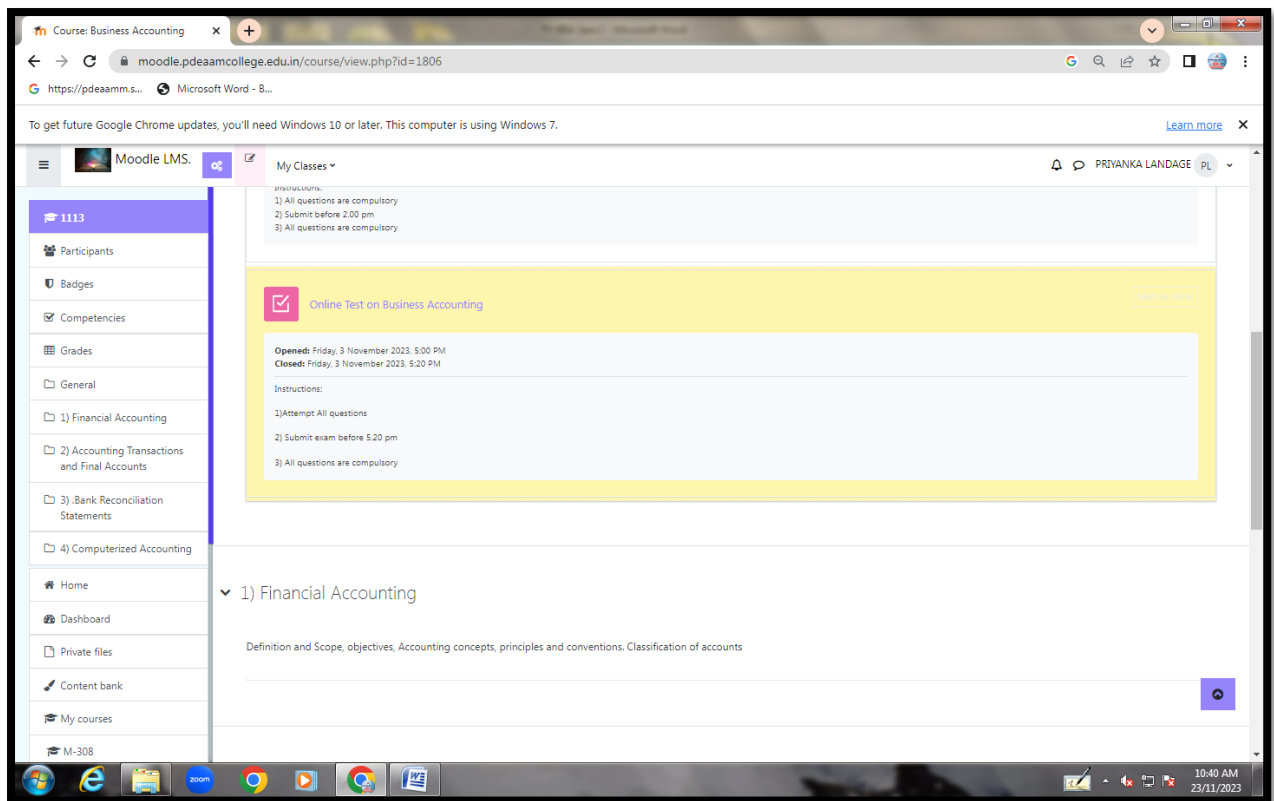 Course: Business Accounting
moodle.pdeaamcollege.edu.in/course/view.php?id=1806
https://pdeaamm.s... Microsoft Word - B...
To get future Google Chrome updates, you'll need Windows 10 or later. This computer is using Windows 7. Learn more
Moodle LMS. My Classes PRIYANKA LANDAGE PL
1113
Participants
Badges
Competencies
Grades
General
1) Financial Accounting
2) Accounting Transactions
and Final Accounts
3) .Bank Reconciliation
Statements
4) Computerized Accounting
Home
Dashboard
Private files
Content bank
My courses
M-308
Instructions:
1) All questions are compulsory
2) Submit before 2.00 pm
3) All questions are compulsory
Online Test on Business Accounting
Opened: Friday, 3 November 2023, 5:00 PM
Closed: Friday, 3 November 2023, 5:20 PM
Instructions:
1)Attempt All questions
2) Submit exam before 5.20 pm
3) All questions are compulsory
1) Financial Accounting
Definition and Scope, objectives, Accounting concepts, principles and conventions. Classification of accounts
zoom
10:40 AM
23/11/2023